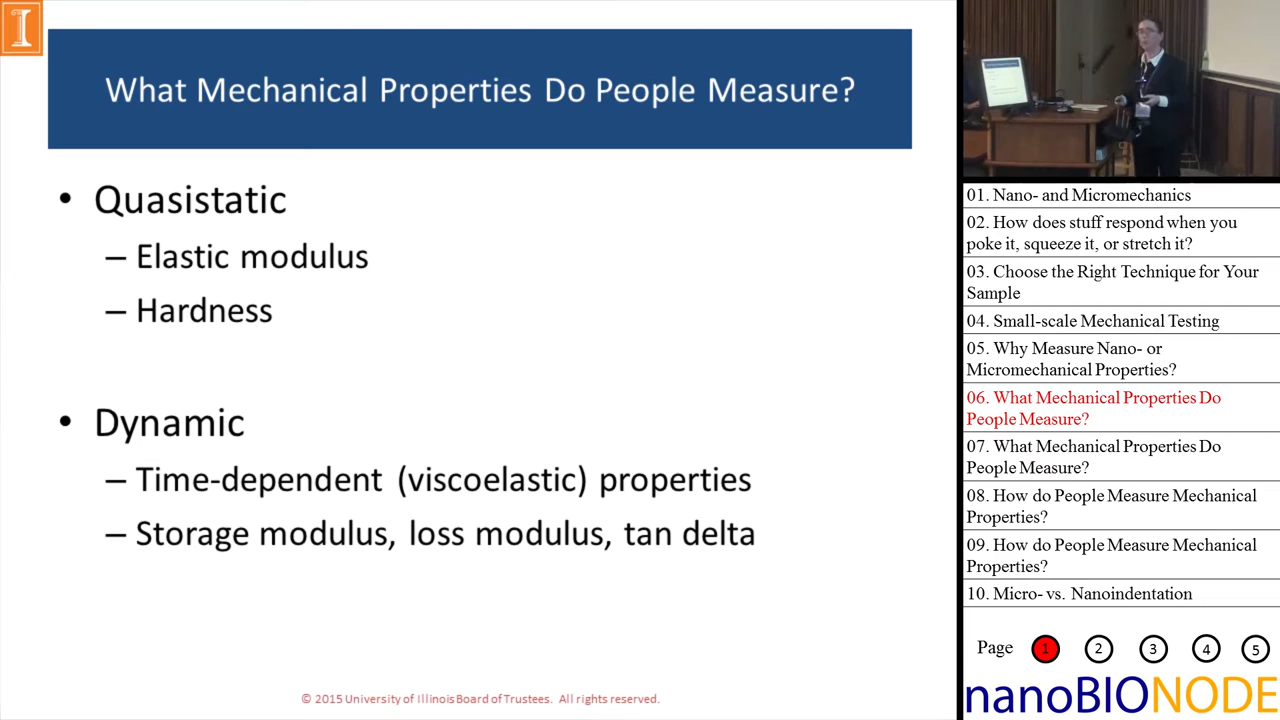 I
What Mechanical Properties Do People Measure?
• Quasistatic
– Elastic modulus
– Hardness
• Dynamic
– Time-dependent (viscoelastic) properties
– Storage modulus, loss modulus, tan delta
© 2015 University of IllinoisBoard of Trustees. All rights reserved.
01. Nano- and Micromechanics
02. How does stuff respond when you
poke it, squeeze it, or stretch it?
03. Choose the Right Technique for Your
Sample
04. Small-scale Mechanical Testing
05. Why Measure Nano- or
Micromechanical Properties?
06. What Mechanical Properties Do
People Measure?
07. What Mechanical Properties Do
People Measure?
08. How do People Measure Mechanical
Properties?
09. How do People Measure Mechanical
Properties?
10. Micro- vs. Nanoindentation
Page 1 2 3 4 5
nanoBIONODE